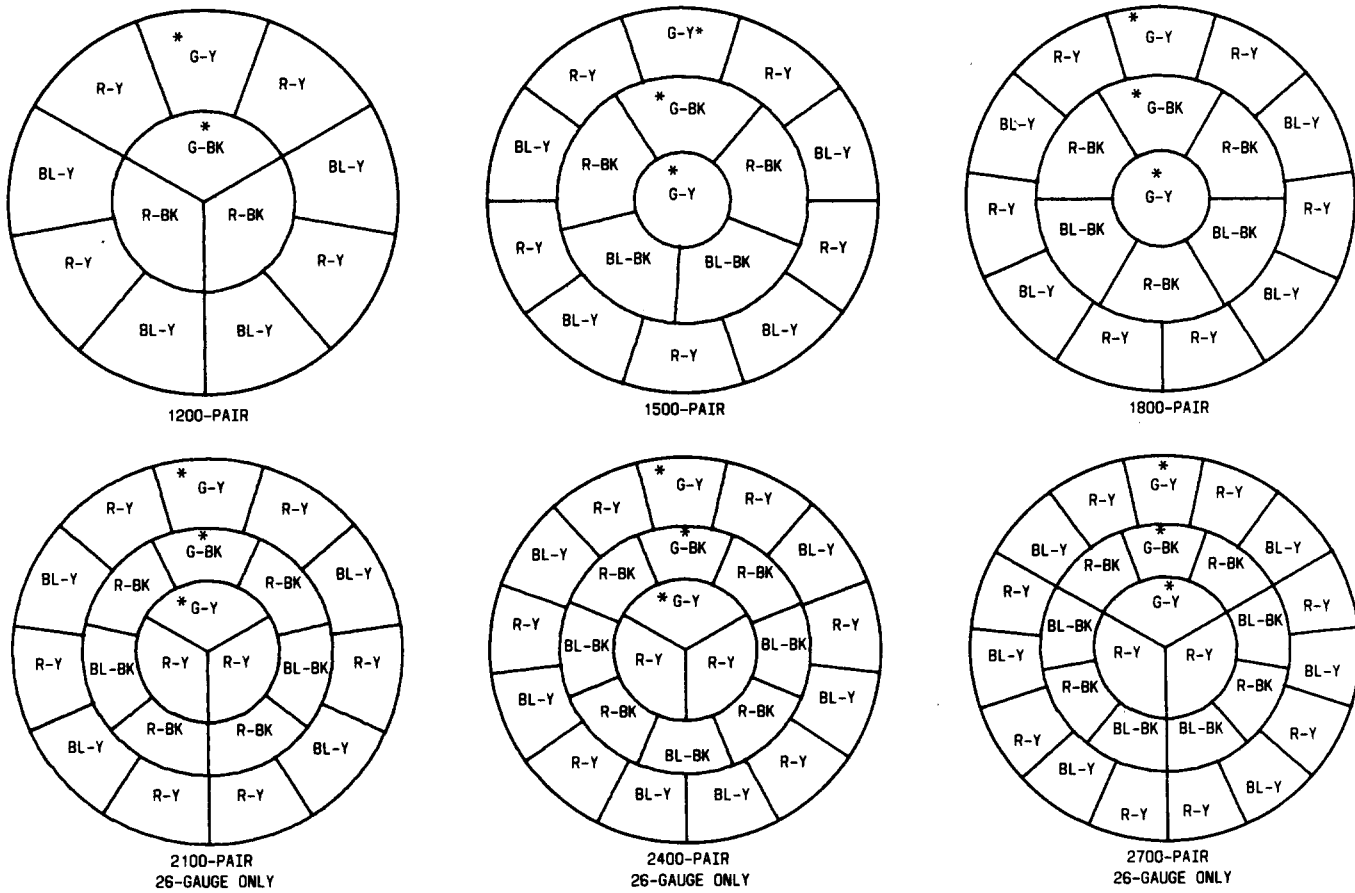 *
G-Y
R-Y
R-Y
*
G-BK
BL-Y
BL-Y
R-BK
R-BK
R-Y
R-Y
BL-Y
BL-Y
1200-PAIR
G-Y*
R-Y
R-Y
*
G-BK
BL-Y
BL-Y
R-BK
R-BK
*
G-Y
R-Y
R-Y
BL-BK
BL-BK
BL-Y
BL-Y
R-Y
1500-PAIR
*
G-Y
R-Y
R-Y
*
G-BK
BL-Y
BL-Y
R-BK
R-BK
*
G-Y
R-Y
R-Y
BL-BK
BL-BK
BL-Y
BL-Y
R-BK
R-Y
R-Y
1800-PAIR
*
G-Y
R-Y
R-Y
*
G-BK
R-BK
R-BK
BL-Y
BL-Y
*
G-Y
R-Y
BL-BK
R-Y
R-Y
BL-BK
R-Y
BL-Y
R-BK
R-BK
BL-Y
R-Y
R-Y
2100-PAIR
26-GAUGE ONLY
*
G-Y
R-Y
R-Y
*
G-BK
BL-Y
BL-Y
R-BK
R-BK
*
G-Y
R-Y
BL-BK
R-Y
R-Y
BL-BK
R-Y
BL-Y
R-BK
R-BK
BL-Y
R-Y
BL-BK
R-Y
BL-Y
BL-Y
2400-PAIR
26-GAUGE ONLY
*
G-Y
R-Y
R-Y
*
G-BK
BL-Y
R-BK
R-BK
BL-Y
*
G-Y
R-Y
R-Y
BL-BK
BL-BK
BL-Y
R-Y
R-Y
BL-Y
R-BK
R-BK
R-Y
BL-BK
BL-BK
R-Y
BL-Y
BL-Y
R-Y
R-Y
2700-PAIR
26-GAUGE ONLY